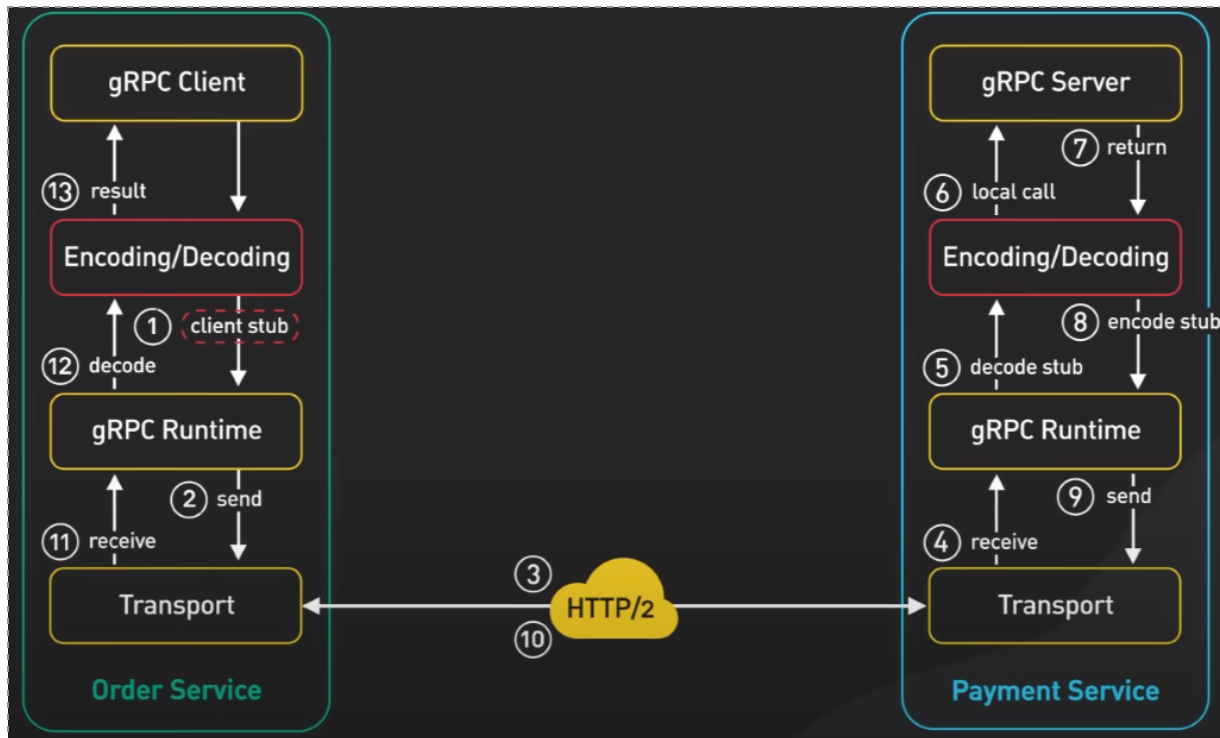 gRPC Client
13 result
Encoding/Decoding
1 client stub
12 decode
gRPC Runtime
2 send
11 receive
Transport
Order Service
3
HTTP/2
10
gRPC Server
7 return
6 local call
Encoding/Decoding
8 encode stub
5 decode stub
gRPC Runtime
9 send
4 receive
Transport
Payment Service